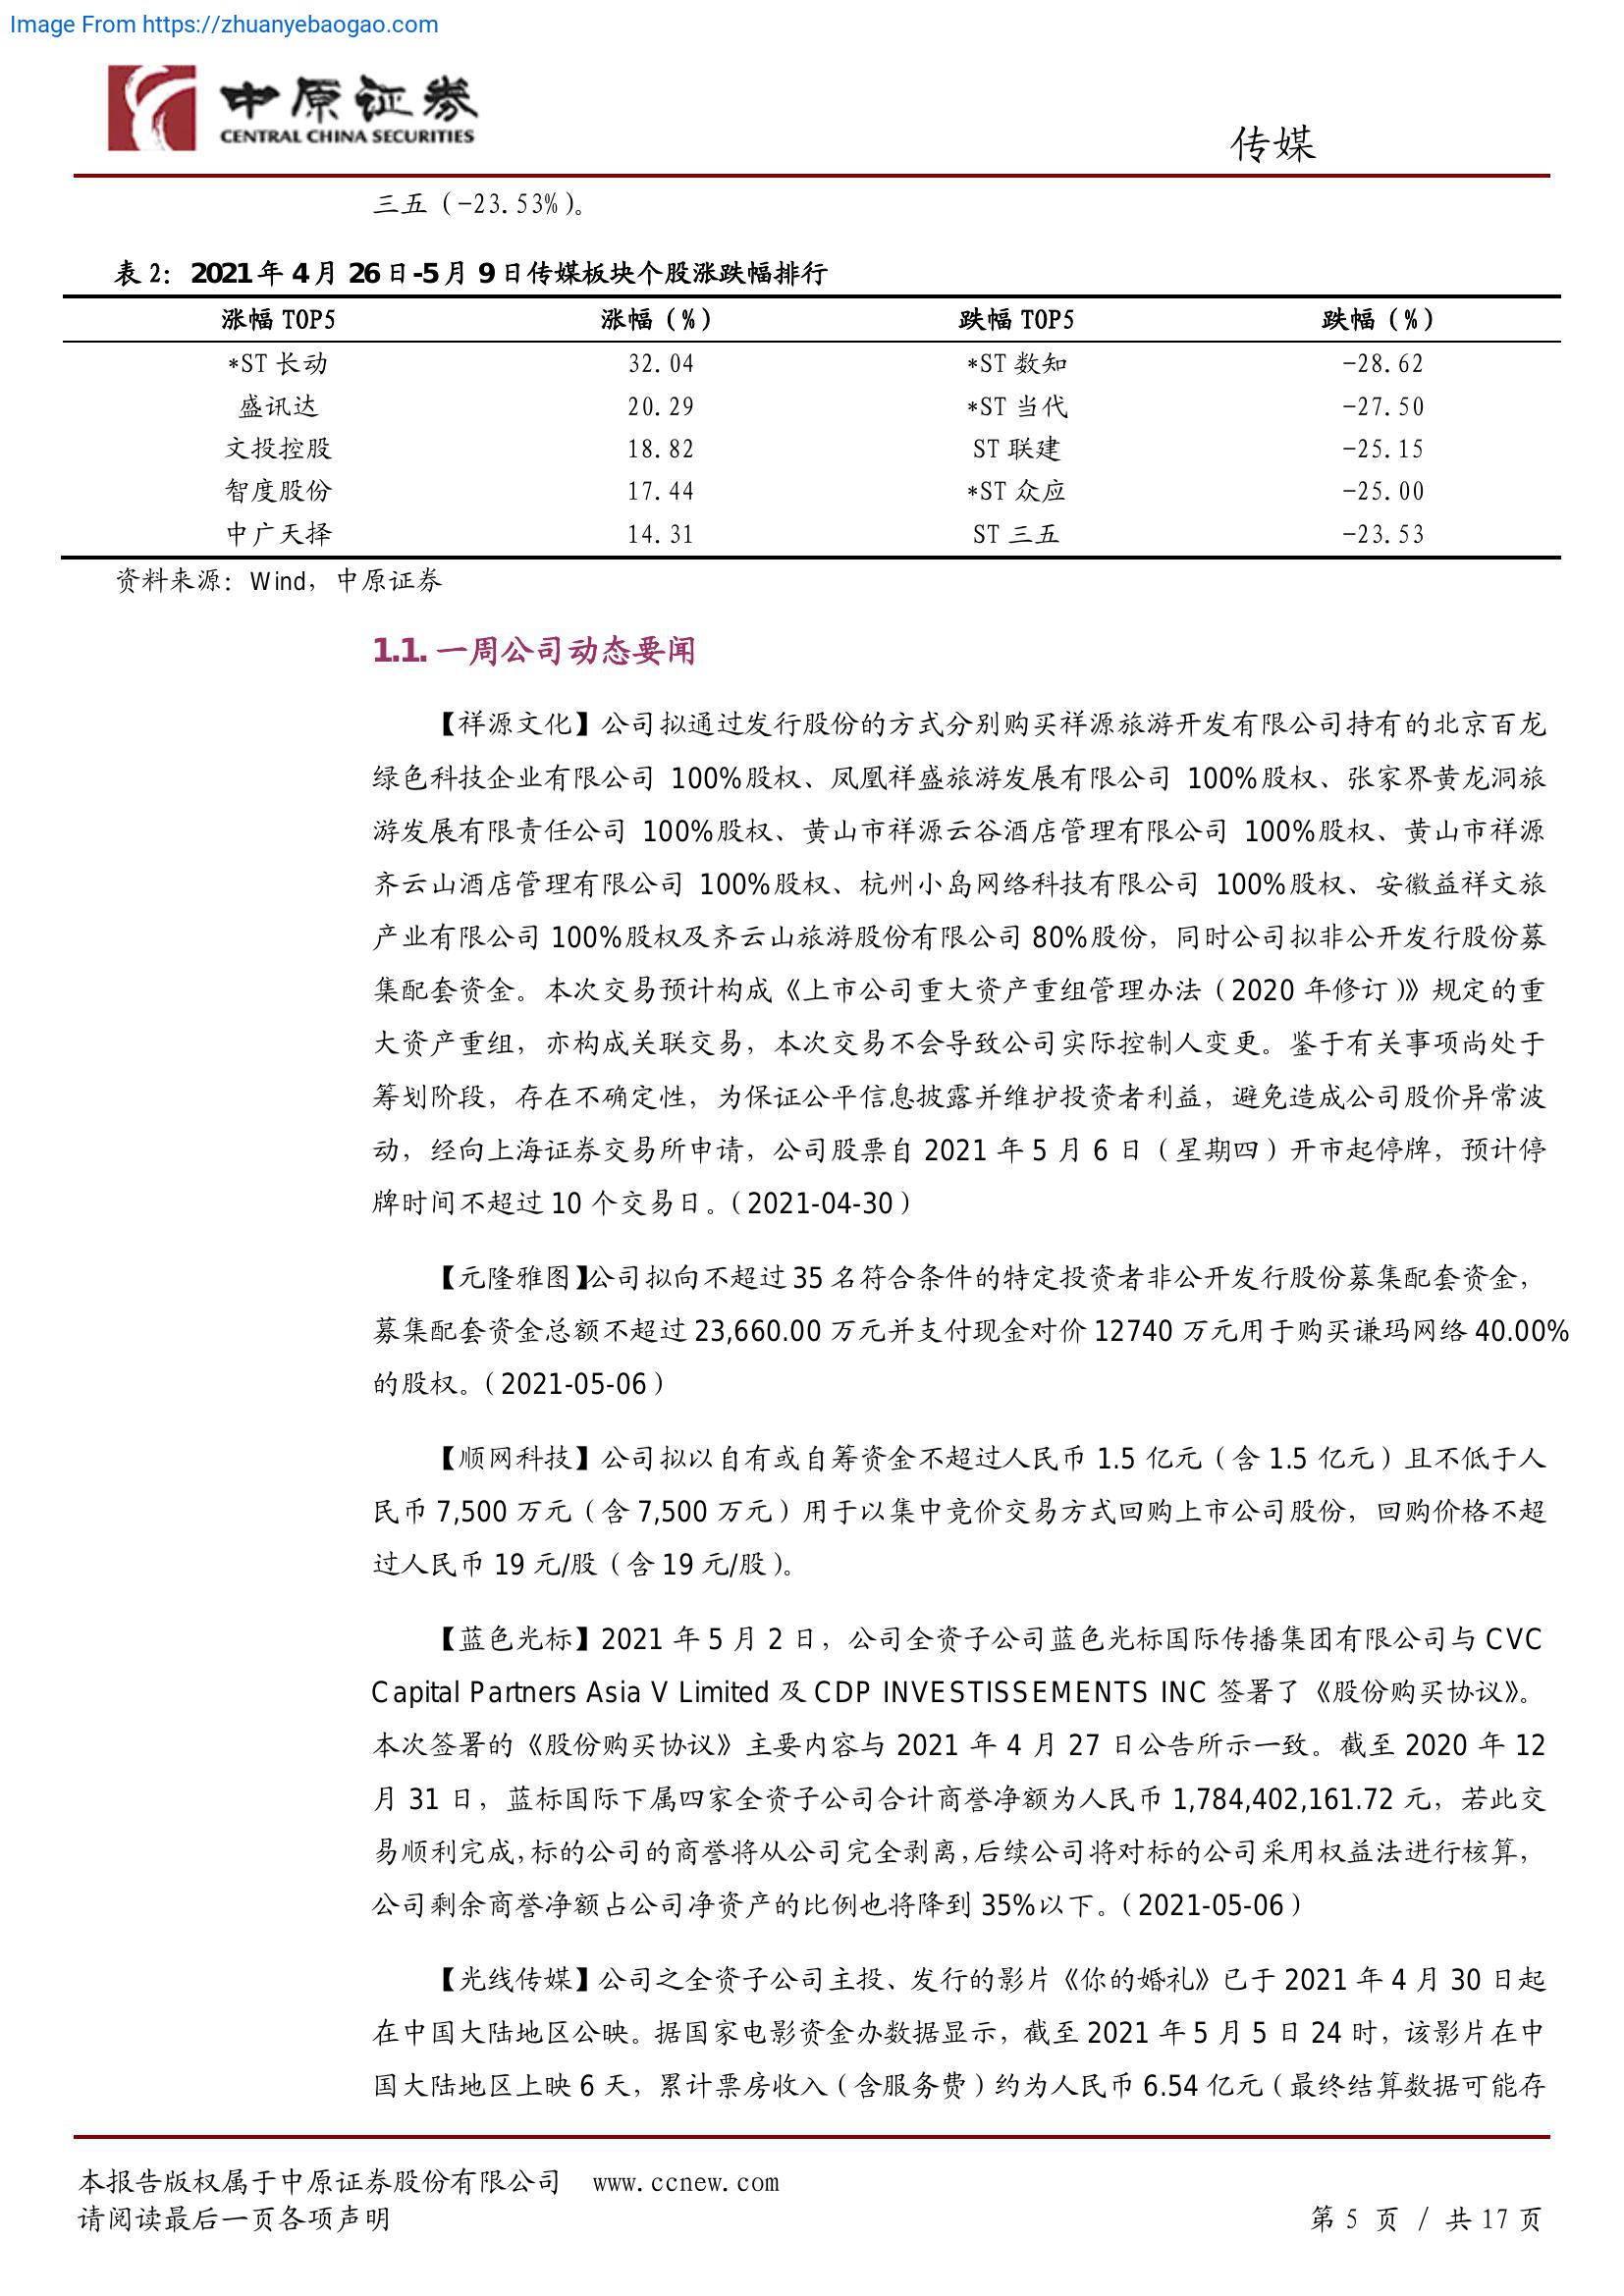 Image From https://zhuanyebaogao.com
中原证券
CENTRAL CHINA SECURITIES
传媒
三五（-23.53%）。
表 2：2021 年 4 月 26 日-5 月 9 日传媒板块个股涨跌幅排行
涨幅 TOP5 涨幅（%） 跌幅 TOP5 跌幅（%）
*ST 长动 32.04 *ST 数知 -28.62
盛讯达 20.29 *ST 当代 -27.50
文投控股 18.82 ST 联建 -25.15
智度股份 17.44 *ST 众应 -25.00
中广天择 14.31 ST 三五 -23.53
资料来源：Wind，中原证券
1.1. 一周公司动态要闻
【祥源文化】公司拟通过发行股份的方式分别购买祥源旅游开发有限公司持有的北京百龙
绿色科技企业有限公司 100%股权、凤凰祥盛旅游发展有限公司 100%股权、张家界黄龙洞旅
游发展有限责任公司 100%股权、黄山市祥源云谷酒店管理有限公司 100%股权、黄山市祥源
齐云山酒店管理有限公司 100%股权、杭州小岛网络科技有限公司 100%股权、安徽益祥文旅
产业有限公司 100%股权及齐云山旅游股份有限公司 80%股份，同时公司拟非公开发行股份募
集配套资金。本次交易预计构成《上市公司重大资产重组管理办法（2020 年修订）》规定的重
大资产重组，亦构成关联交易，本次交易不会导致公司实际控制人变更。鉴于有关事项尚处于
筹划阶段，存在不确定性，为保证公平信息披露并维护投资者利益，避免造成公司股价异常波
动，经向上海证券交易所申请，公司股票自 2021 年 5 月 6 日（星期四）开市起停牌，预计停
牌时间不超过 10 个交易日。（2021-04-30）
【元隆雅图】公司拟向不超过 35 名符合条件的特定投资者非公开发行股份募集配套资金，
募集配套资金总额不超过 23,660.00 万元并支付现金对价 12740 万元用于购买谦玛网络 40.00%
的股权。（2021-05-06）
【顺网科技】公司拟以自有或自筹资金不超过人民币 1.5 亿元（含 1.5 亿元）且不低于人
民币 7,500 万元（含 7,500 万元）用于以集中竞价交易方式回购上市公司股份，回购价格不超
过人民币 19 元/股（含 19 元/股）。
【蓝色光标】2021 年 5 月 2 日，公司全资子公司蓝色光标国际传播集团有限公司与 CVC
Capital Partners Asia V Limited 及 CDP INVESTISSEMENTS INC 签署了《股份购买协议》。
本次签署的《股份购买协议》主要内容与 2021 年 4 月 27 日公告所示一致。截至 2020 年 12
月 31 日，蓝标国际下属四家全资子公司合计商誉净额为人民币 1,784,402,161.72 元，若此交
易顺利完成，标的公司的商誉将从公司完全剥离，后续公司将对标的公司采用权益法进行核算，
公司剩余商誉净额占公司净资产的比例也将降到 35%以下。（2021-05-06）
【光线传媒】公司之全资子公司主投、发行的影片《你的婚礼》已于 2021 年 4 月 30 日起
在中国大陆地区公映。据国家电影资金办数据显示，截至 2021 年 5 月 5 日 24 时，该影片在中
国大陆地区上映 6 天，累计票房收入（含服务费）约为人民币 6.54 亿元（最终结算数据可能存
本报告版权属于中原证券股份有限公司 www.ccnew.com
请阅读最后一页各项声明 第 5 页 / 共 17 页